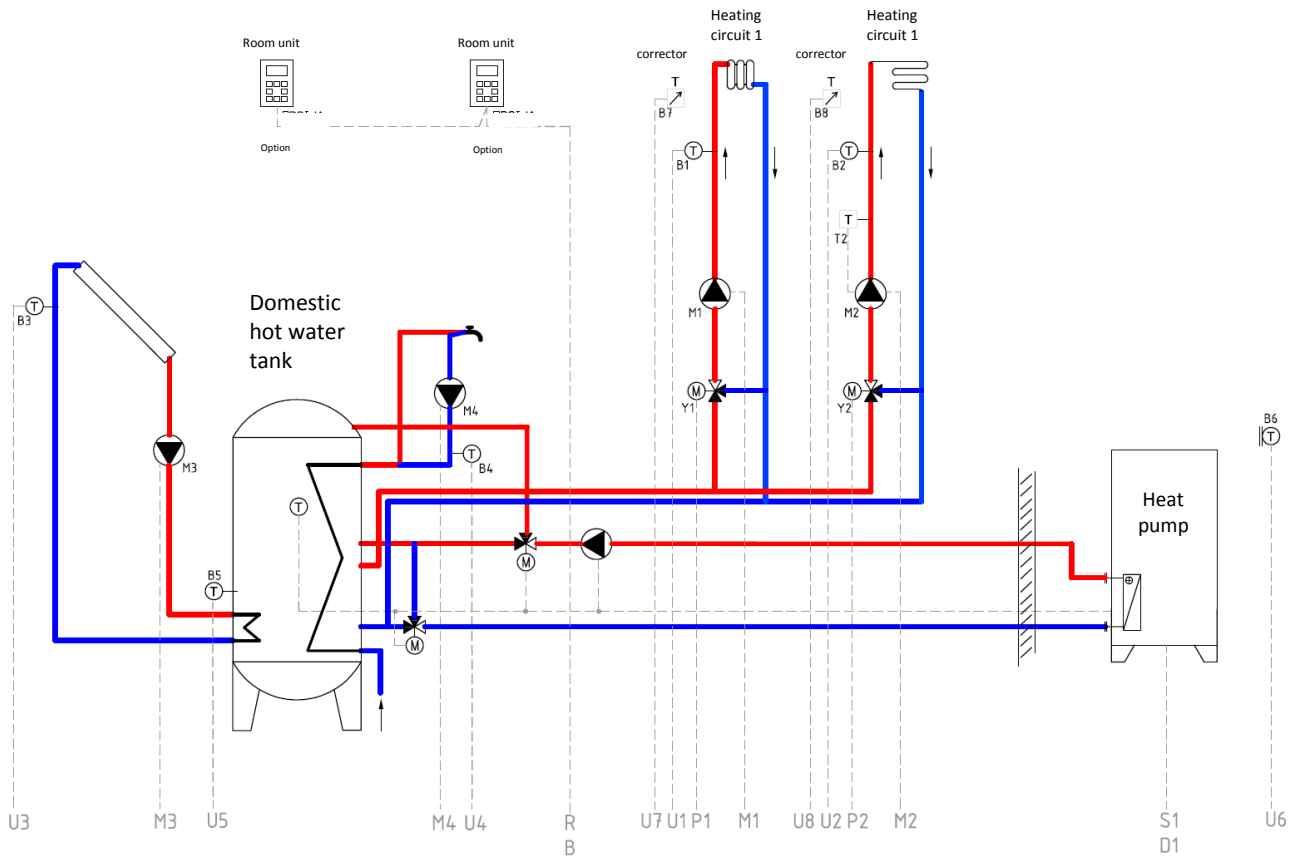 Heating
circuit 1
Heating
circuit 1
Room unit
Room unit
corrector
corrector
T
T
B7
B8
Option
Option
T
B1
T
B2
T
T2
T
B3
Domestic
hot water
tank
M1
M2
M4
M
Y1
M
Y2
B6
T
M3
T
B4
T
Heat
pump
M
B5
T
M
U3
M3
U5
M4
U4
R
B
U7
U1
P1
M1
U8
U2
P2
M2
S1
D1
U6